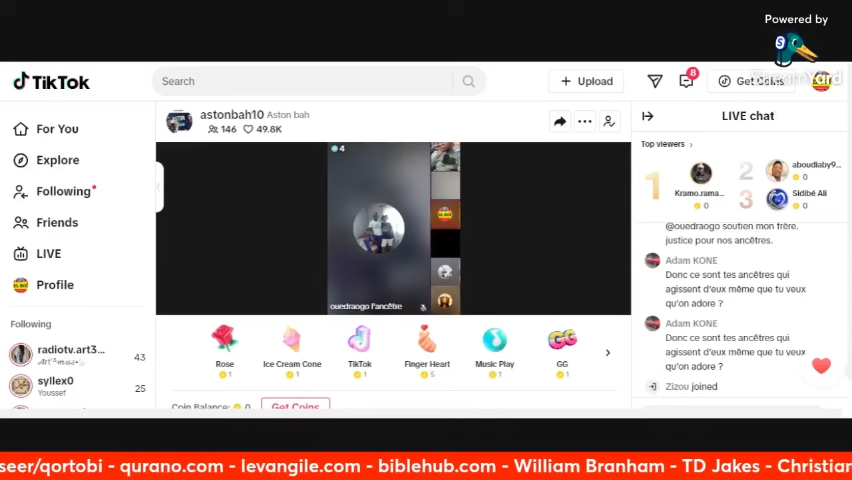 Powered by
StreamYard
TikTok
Search
Upload
8
Get Coins
For You
Explore
Following
Friends
LIVE
Profile
Following
radiotv.art3...
43
syllex0
Youssef
25
astonbah10 Aston bah
146 49.8K
4
ouedraogo l'ancêtre
Rose
1
Ice Cream Cone
1
TikTok
1
Finger Heart
5
Music Play
1
GG
1
Coin Balance: 0 Get Coins
LIVE chat
Top viewers
1
Kramo.rama...
0
2
aboudiaby9...
0
3
Sidibé Ali
0
@ouedraogo soutien mon frère.
justice pour nos ancêtres.
Adam KONE
Donc ce sont tes ancêtres qui
agissent d'eux même que tu veux
qu'on adore ?
Adam KONE
Donc ce sont tes ancêtres qui
agissent d'eux même que tu veux
qu'on adore ?
Zizou joined
seer/qortobi - qurano.com - levangile.com - biblehub.com - William Branham - TD Jakes - Christian